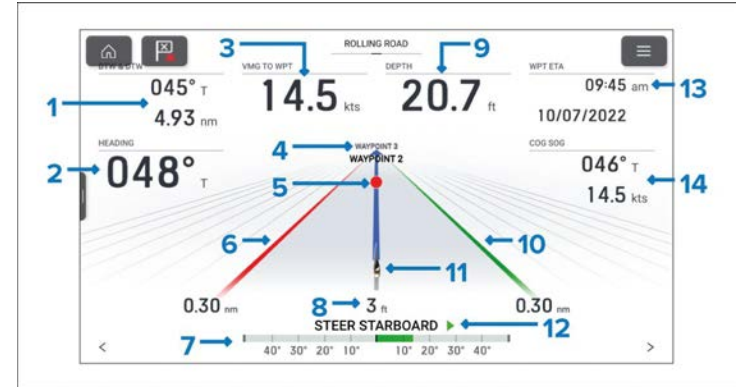 ROLLING ROAD
3
9
BTW & DTW
VMG TO WPT
DEPTH
WPT ETA
1
045° T
4.93 nm
14.5 kts
20.7 ft
09:45 am
13
10/07/2022
HEADING
2
048° T
4
WAYPOINT 3
WAYPOINT 2
COG SOG
046° T
14.5 kts
14
5
6
10
11
0.30 nm
8
3 ft
0.30 nm
STEER STARBOARD
12
7
40° 30° 20° 10° 10° 20° 30° 40°
< >